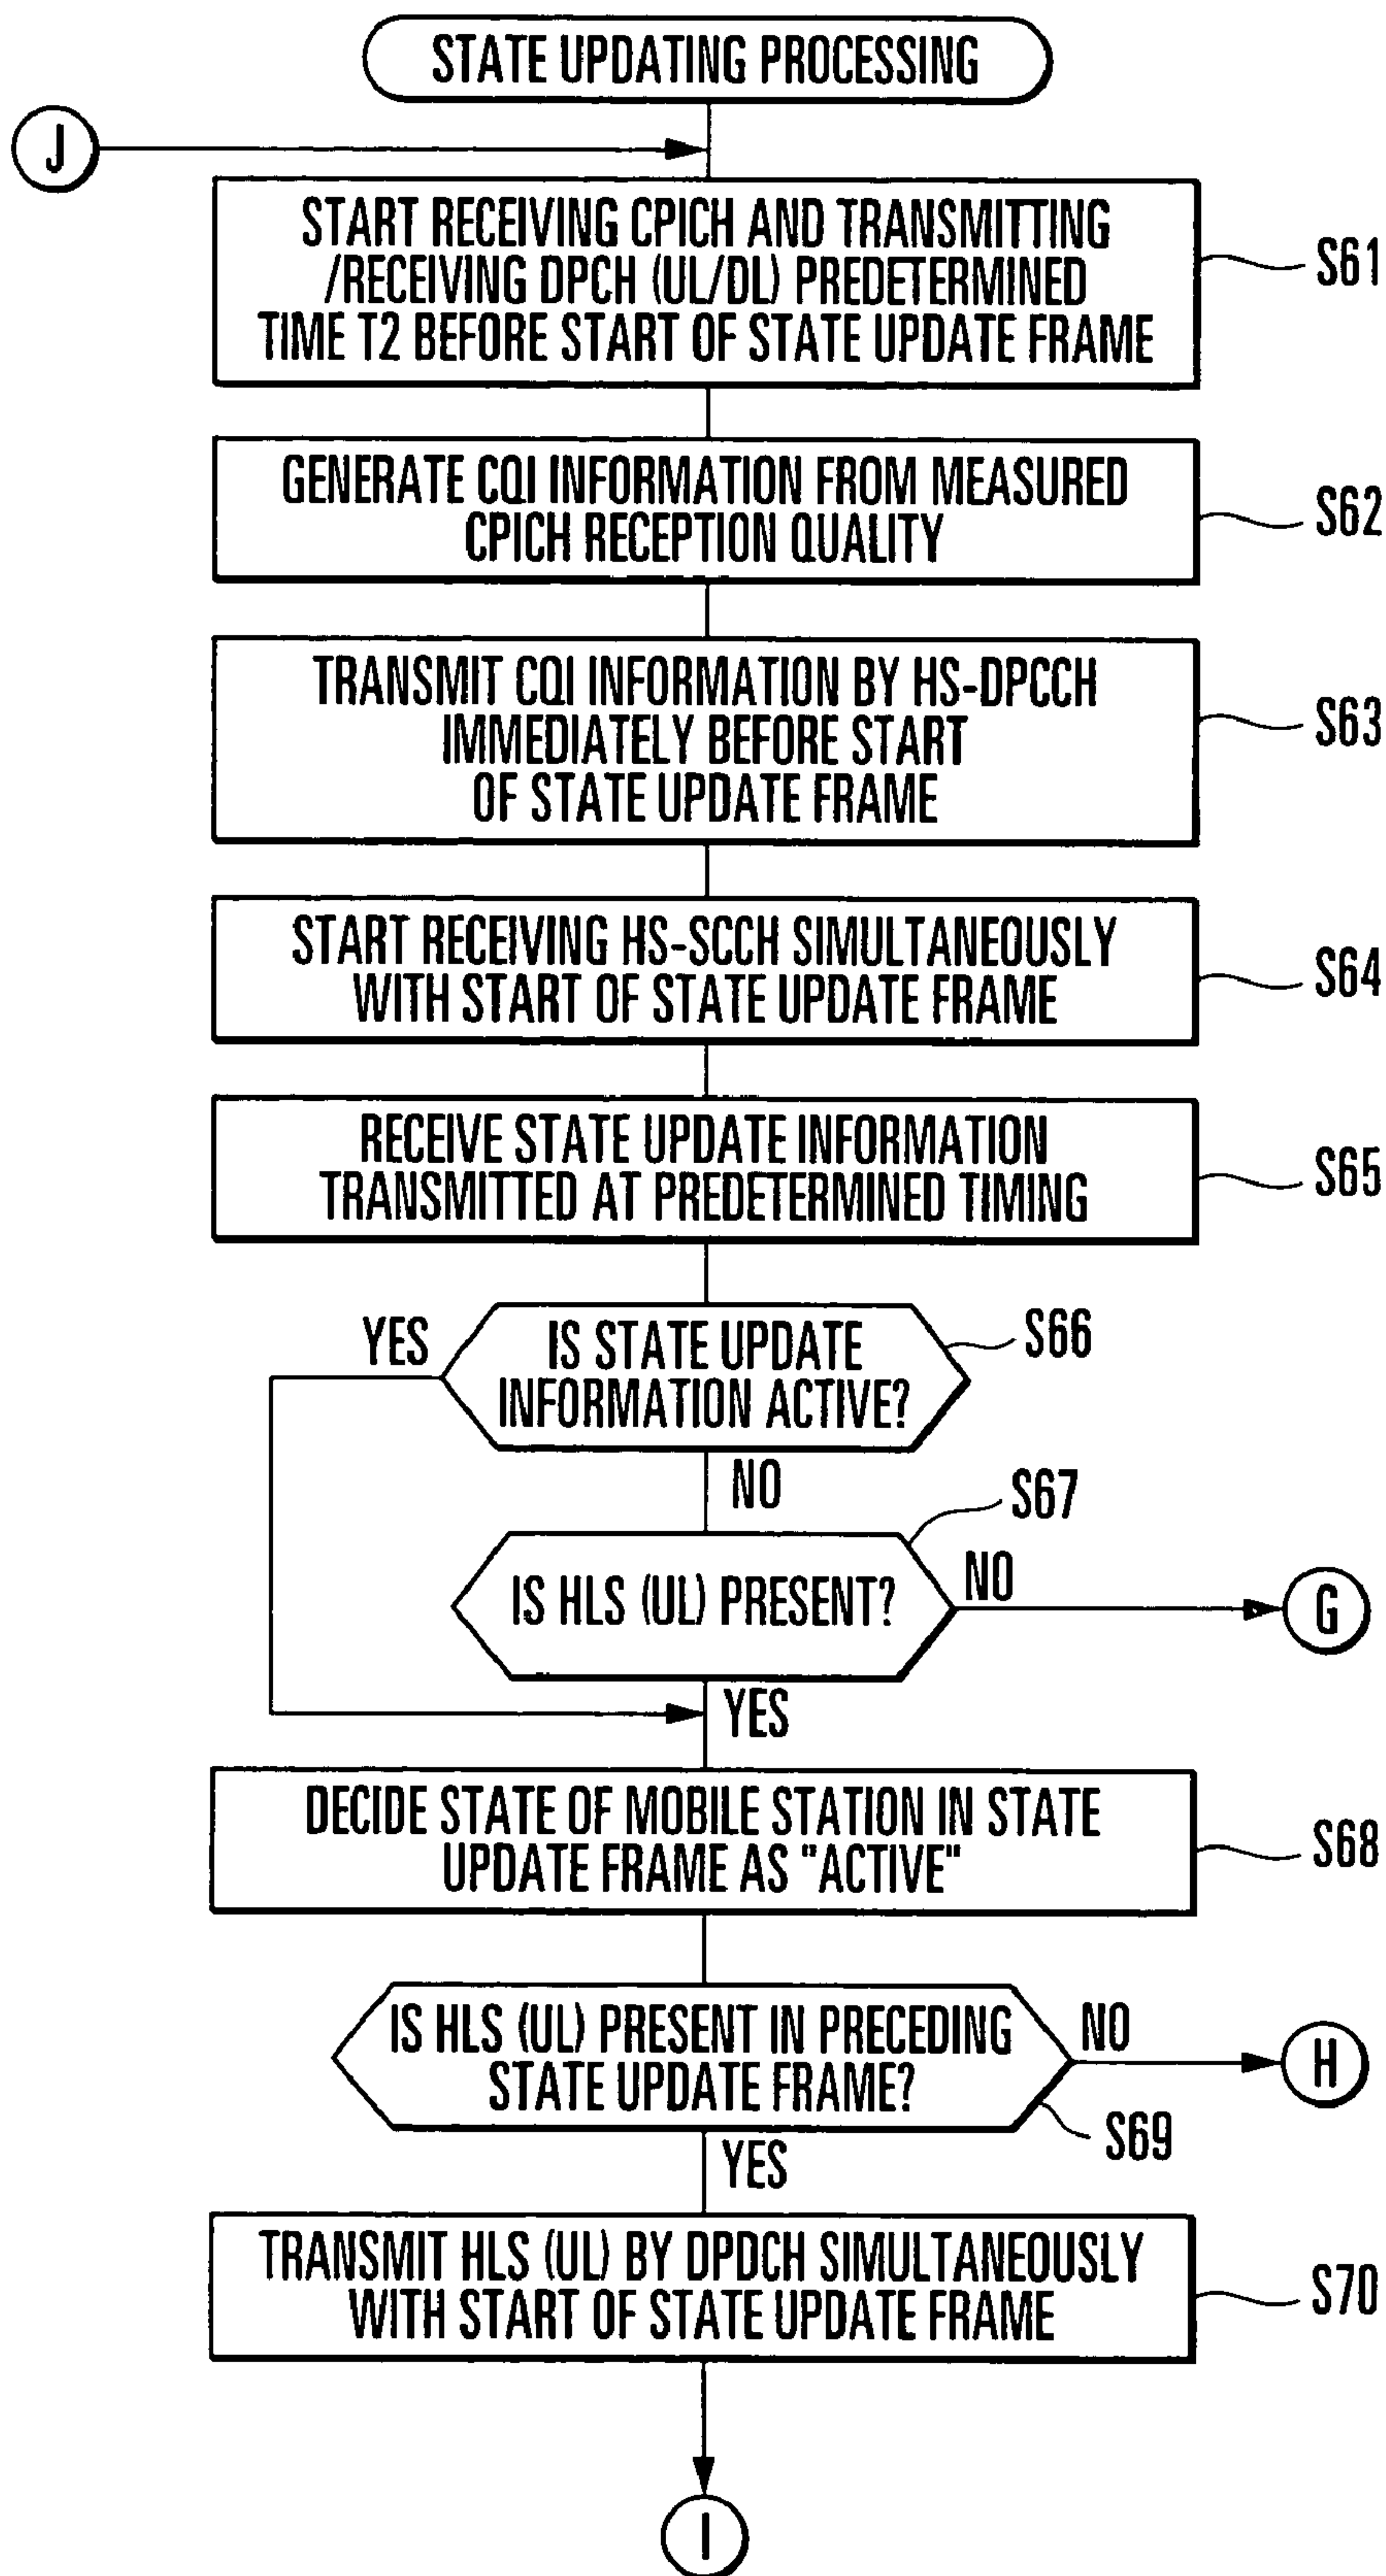 STATE UPDATING PROCESSING
J
START RECEIVING CPICH AND TRANSMITTING
/RECEIVING DPCH (UL/DL) PREDETERMINED
TIME T2 BEFORE START OF STATE UPDATE FRAME
S61
GENERATE CQI INFORMATION FROM MEASURED
CPICH RECEPTION QUALITY
S62
TRANSMIT CQI INFORMATION BY HS-DPCCH
IMMEDIATELY BEFORE START
OF STATE UPDATE FRAME
S63
START RECEIVING HS-SCCH SIMULTANEOUSLY
WITH START OF STATE UPDATE FRAME
S64
RECEIVE STATE UPDATE INFORMATION
TRANSMITTED AT PREDETERMINED TIMING
S65
YES
IS STATE UPDATE
INFORMATION ACTIVE?
S66
NO
S67
IS HLS (UL) PRESENT?
NO
G
YES
DECIDE STATE OF MOBILE STATION IN STATE
UPDATE FRAME AS "ACTIVE"
S68
IS HLS (UL) PRESENT IN PRECEDING
STATE UPDATE FRAME?
NO
H
S69
YES
TRANSMIT HLS (UL) BY DPDCH SIMULTANEOUSLY
WITH START OF STATE UPDATE FRAME
S70
I